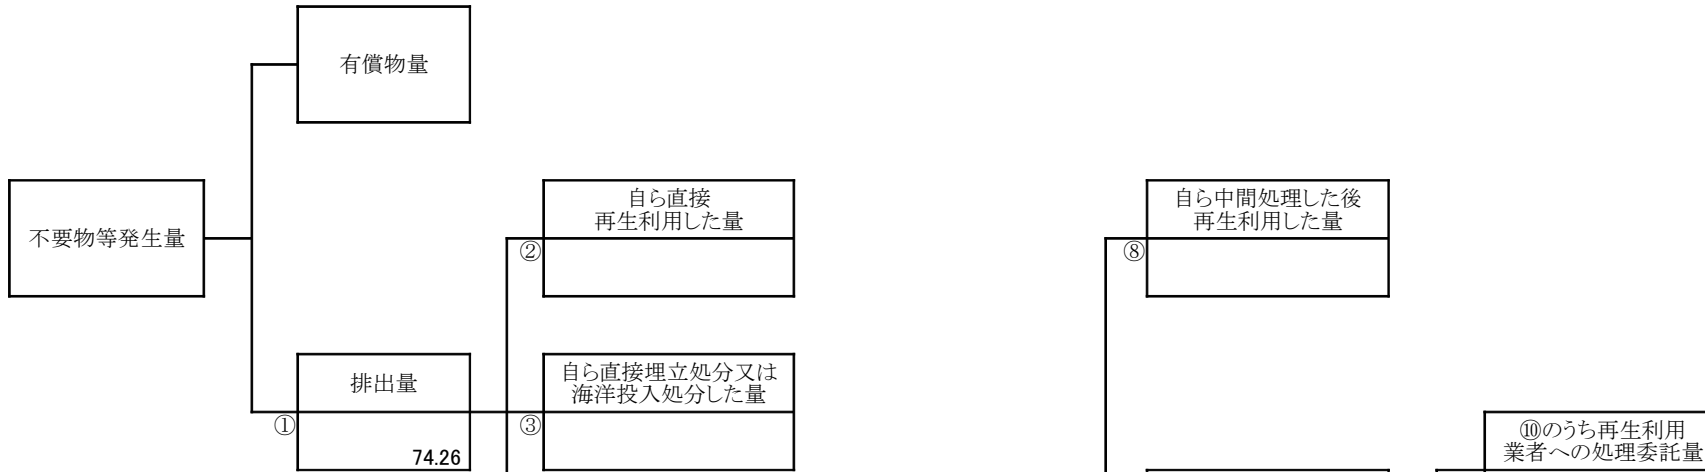 有償物量
不要物等発生量
自ら直接
再生利用した量
②
自ら中間処理した後
再生利用した量
⑧
排出量
①
74.26
自ら直接埋立処分又は
海洋投入処分した量
③
⑩のうち再生利用
業者への処理委託量